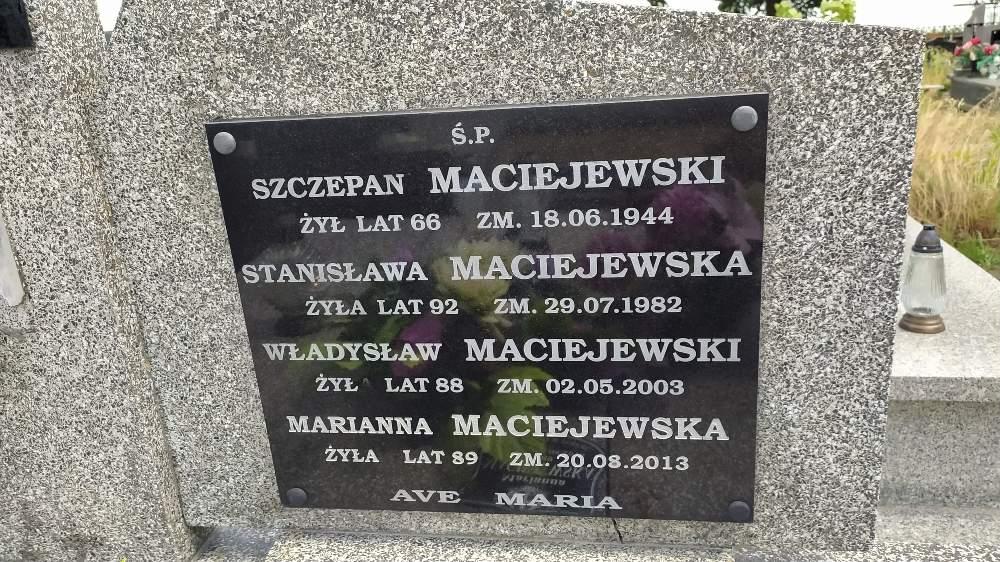 Ś.P.
SZCZEPAN MACIEJEWSKI
ŻYŁ LAT 66 ZM. 18.06.1944
STANISŁAWA MACIEJEWSKA
ŻYŁA LAT 92 ZM. 29.07.1982
WŁADYSŁAW MACIEJEWSKI
ŻYŁ LAT 88 ZM. 02.05.2003
MARIANNA MACIEJEWSKA
ŻYŁA LAT 89 ZM. 20.08.2013
AVE MARIA